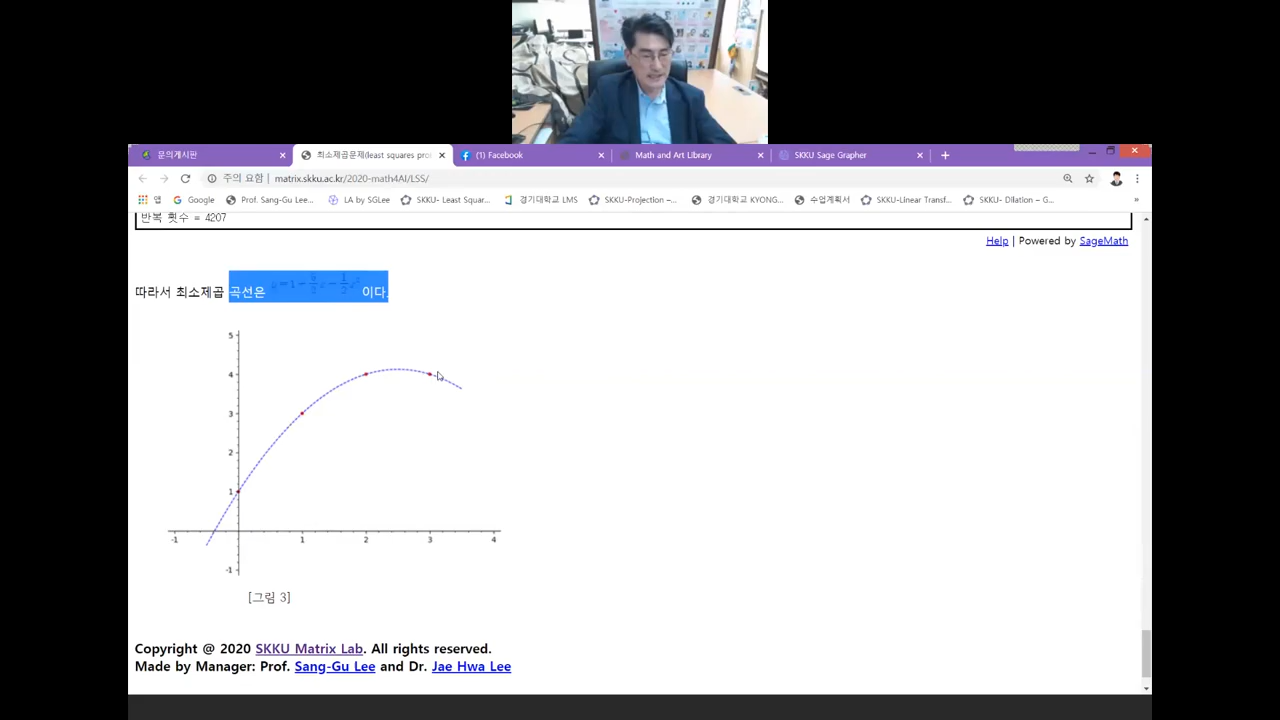 문의게시판
최소제곱문제(least squares pro
(1) Facebook
Math and Art Library
SKKU Sage Grapher
주의 요함 | matrix.skku.ac.kr/2020-math4AI/LSS/
앱
Google
Prof. Sang-Gu Lee...
LA by SGLee
SKKU- Least Squar...
경기대학교 LMS
SKKU-Projection –...
경기대학교 KYONG...
수업계획서
SKKU-Linear Transf...
SKKU- Dilation – G...
반복 횟수 = 4207
Help | Powered by SageMath
따라서 최소제곱 곡선은 이다.
5
4
3
2
1
-1
-1 1 2 3 4
[그림 3]
Copyright @ 2020 SKKU Matrix Lab. All rights reserved.
Made by Manager: Prof. Sang-Gu Lee and Dr. Jae Hwa Lee